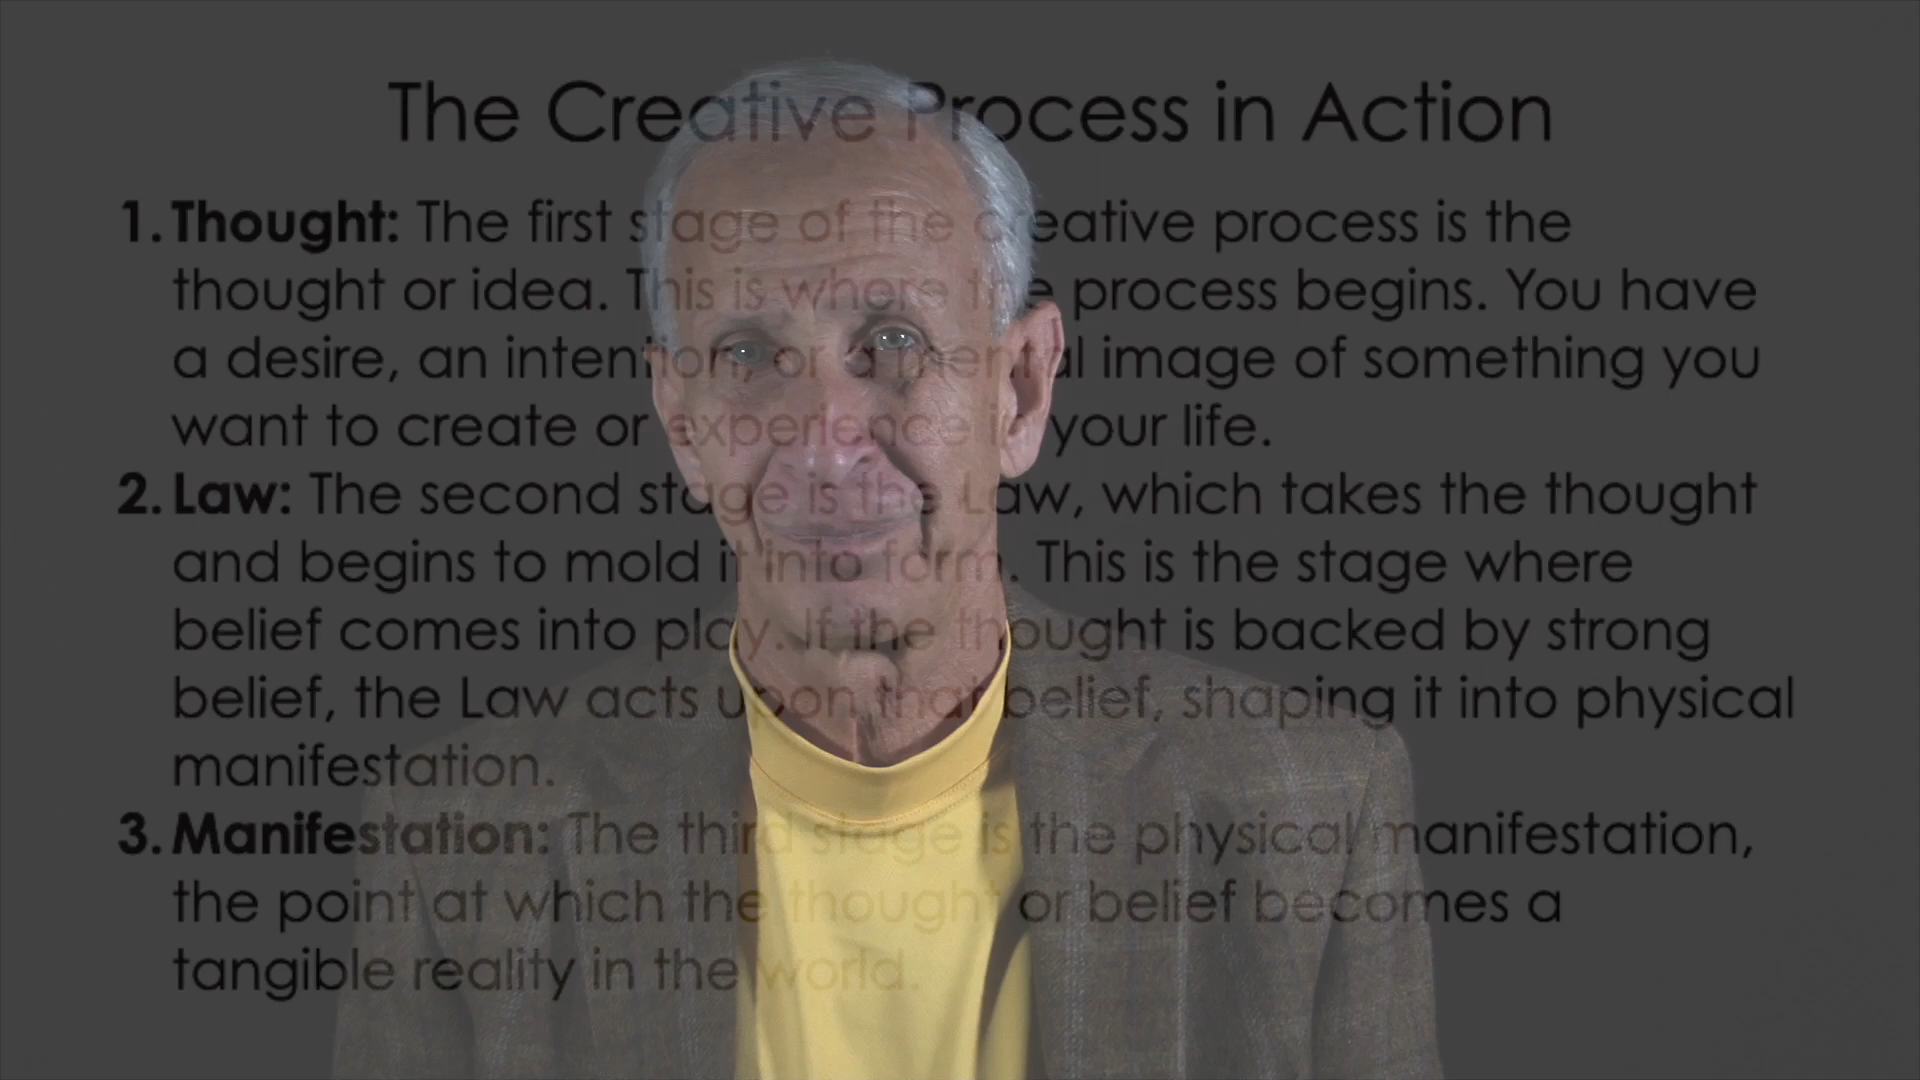 The Creative Process in Action
1. Thought: The first stage of the creative process is the
thought or idea. This is where the process begins. You have
a desire, an intention, or a mental image of something you
want to create or experience in your life.
2. Law: The second stage is the Law, which takes the thought
and begins to mold it into form. This is the stage where
belief comes into play. If the thought is backed by strong
belief, the Law acts upon that belief, shaping it into physical
manifestation.
3. Manifestation: The third stage is the physical manifestation,
the point at which the thought or belief becomes a
tangible reality in the world.